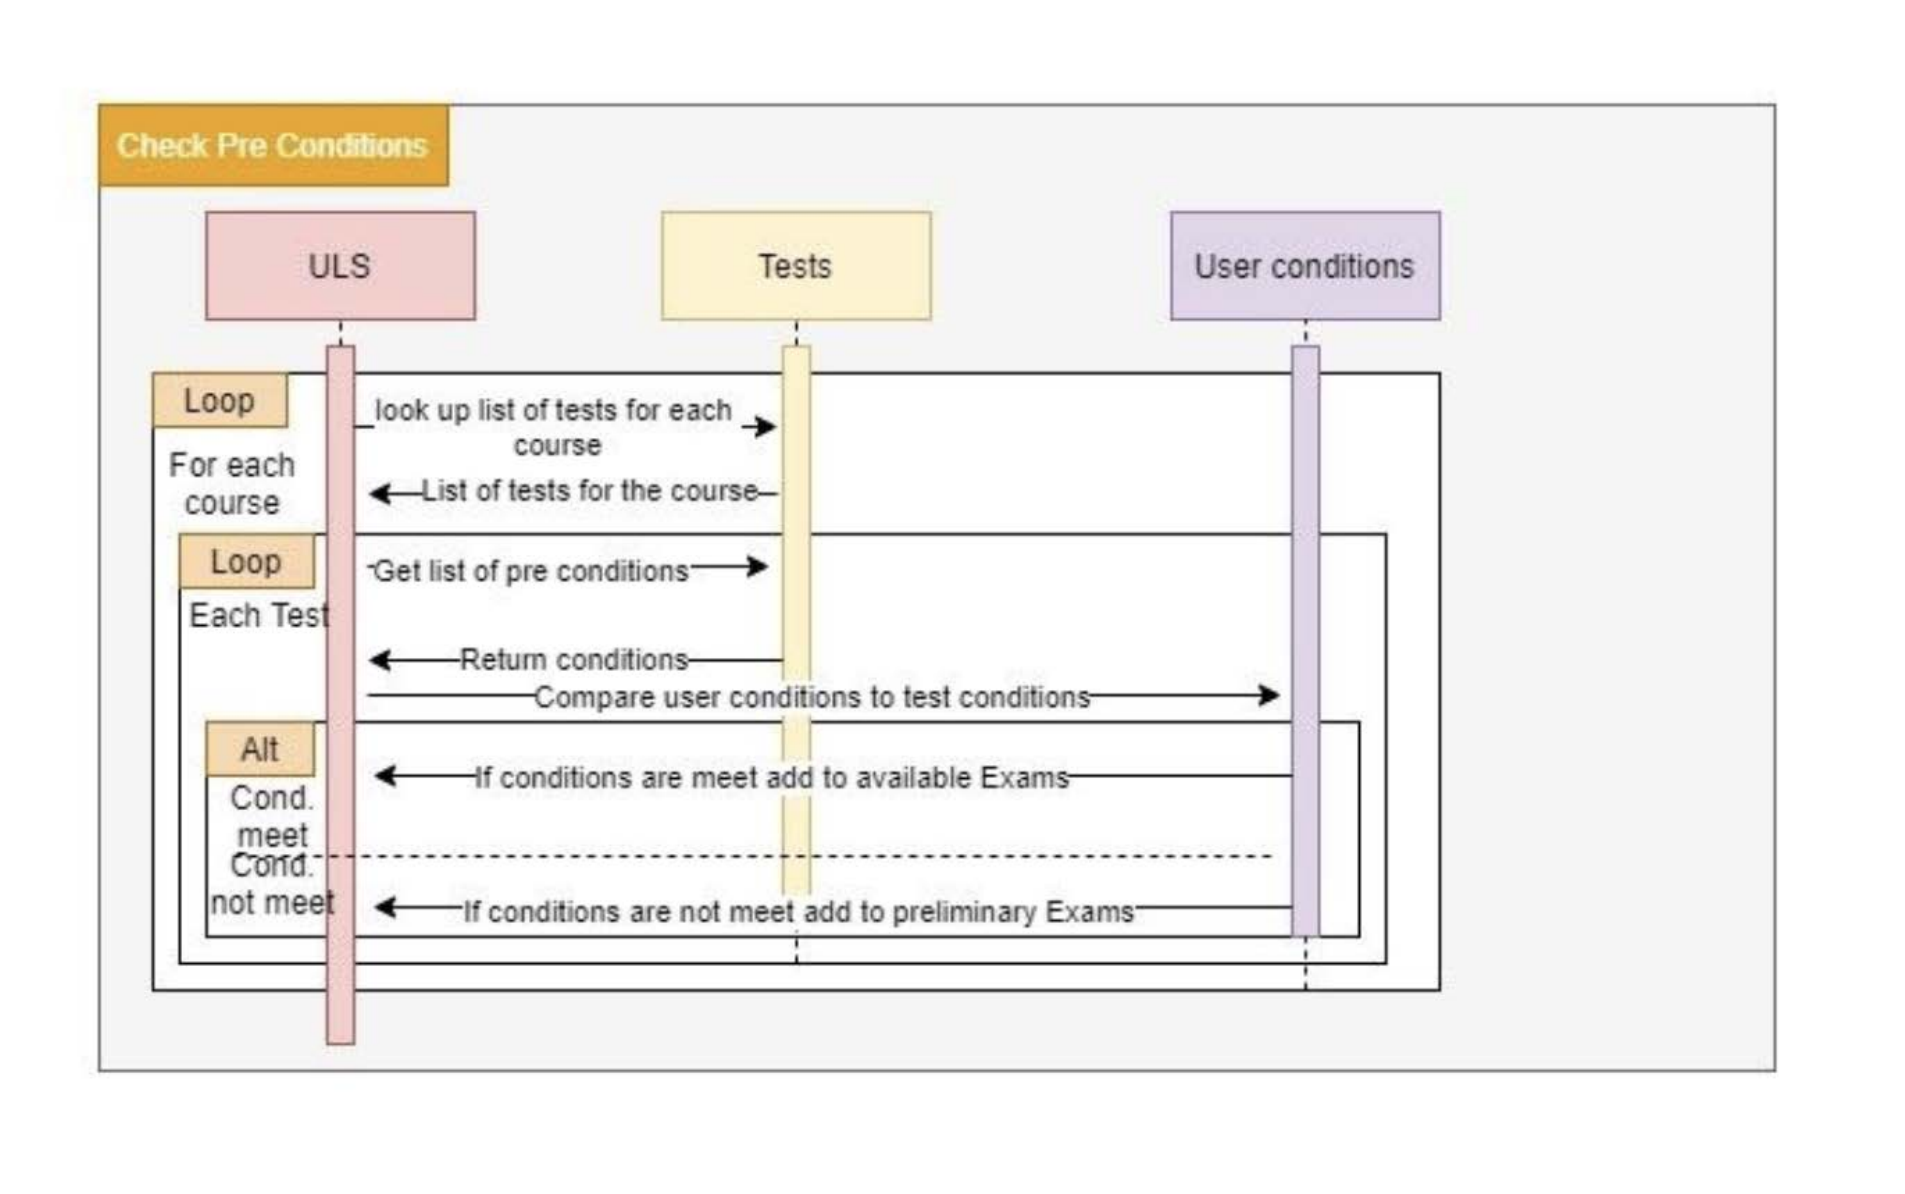 Check Pre Conditions
ULS
Tests
User conditions
Loop
look up list of tests for each
course
For each
course
List of tests for the course
Loop
Get list of pre conditions
Each Test
Return conditions
Compare user conditions to test conditions
Alt
If conditions are meet add to available Exams
Cond.
meet
Cond.
not meet
If conditions are not meet add to preliminary Exams